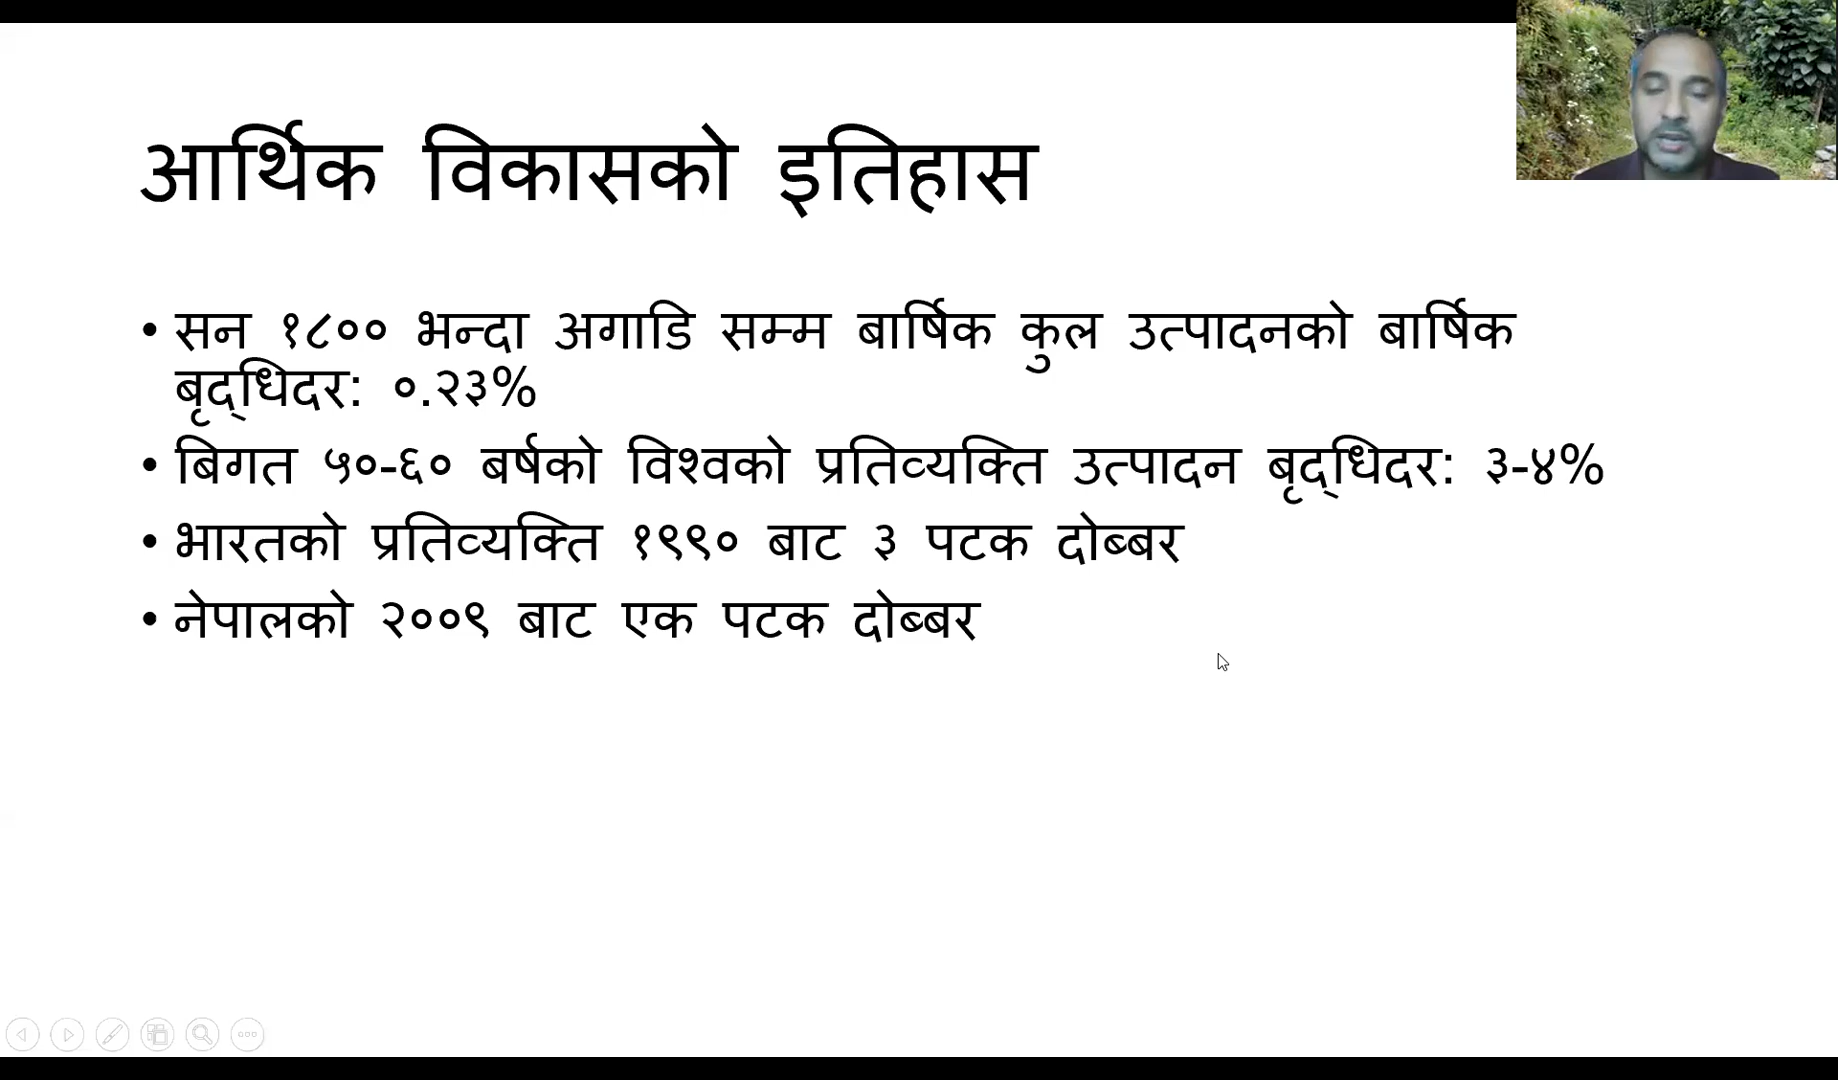 आर्थिक विकासको इतिहास
• सन १८०० भन्दा अगाडि सम्म बार्षिक कुल उत्पादनको बार्षिक
बृद्धिदर: ०.२३%
• बिगत ५०-६० बर्षको विश्वको प्रतिव्यक्ति उत्पादन बृद्धिदर: ३-४%
• भारतको प्रतिव्यक्ति १९९० बाट ३ पटक दोब्बर
• नेपालको २००९ बाट एक पटक दोब्बर